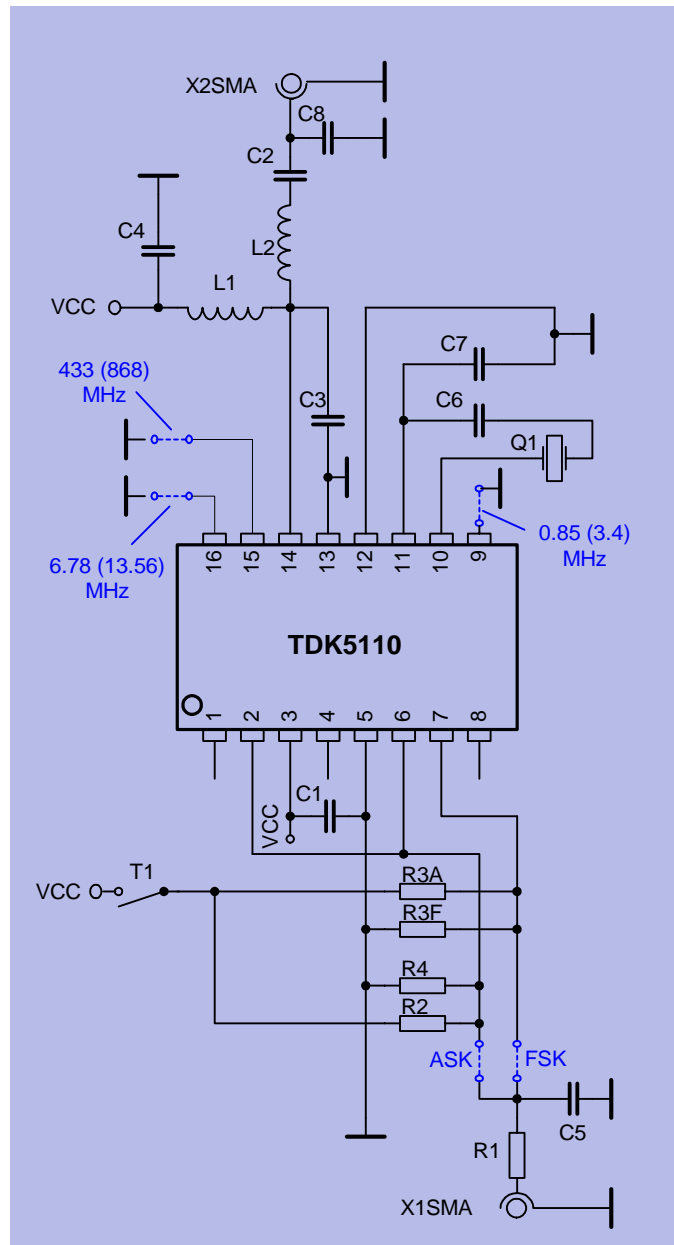 X2SMA
C8
C2
C4
L2
L1
VCC
433 (868)
MHz
C7
C3
C6
Q1
6.78 (13.56)
MHz
0.85 (3.4)
MHz
16
15
14
13
12
11
10
9
TDK5110
1
2
3
4
5
6
7
8
C1
VCC
T1
VCC
R3A
R3F
R4
R2
ASK
FSK
C5
R1
X1SMA